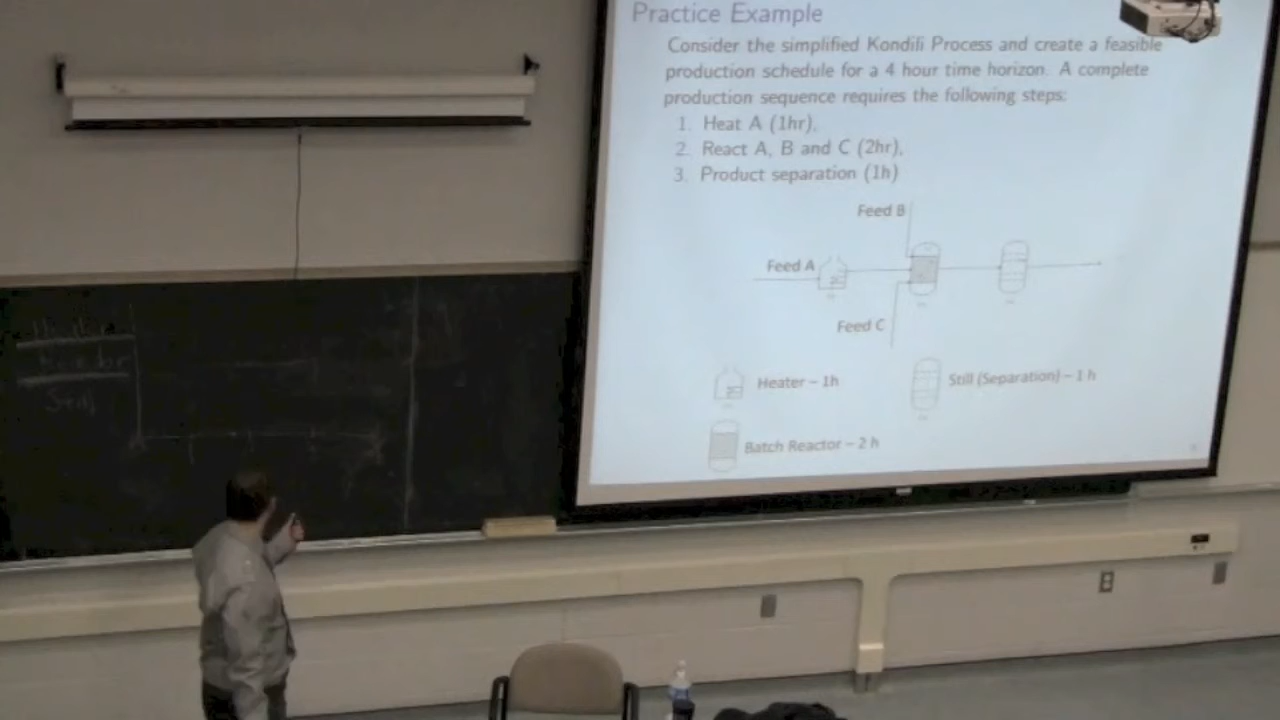 Practice Example
Consider the simplified Kondili Process and create a feasible
production schedule for a 4 hour time horizon. A complete
production sequence requires the following steps:
1. Heat A (1hr),
2. React A, B and C (2hr),
3. Product separation (1h)
Feed B
Feed A
Feed C
Heater – 1h
Still (Separation) – 1 h
Batch Reactor – 2 h
Reactor